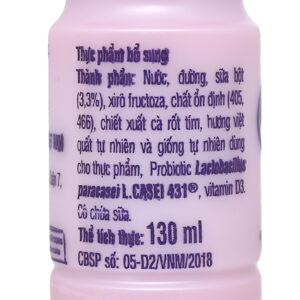 Thực phẩm bổ sung
Thành phần: Nước, đường, sữa bột
(3,3%), xirô fructoza, chất ổn định (405,
466), chiết xuất cà rốt tím, hương việt
quất tự nhiên và giống tự nhiên dùng
cho thực phẩm, Probiotic Lactobacillus
paracasei L.CASEI 431®, vitamin D3.
Có chứa sữa.
Thể tích thực: 130 ml
CBSP số: 05-D2/VNM/2018